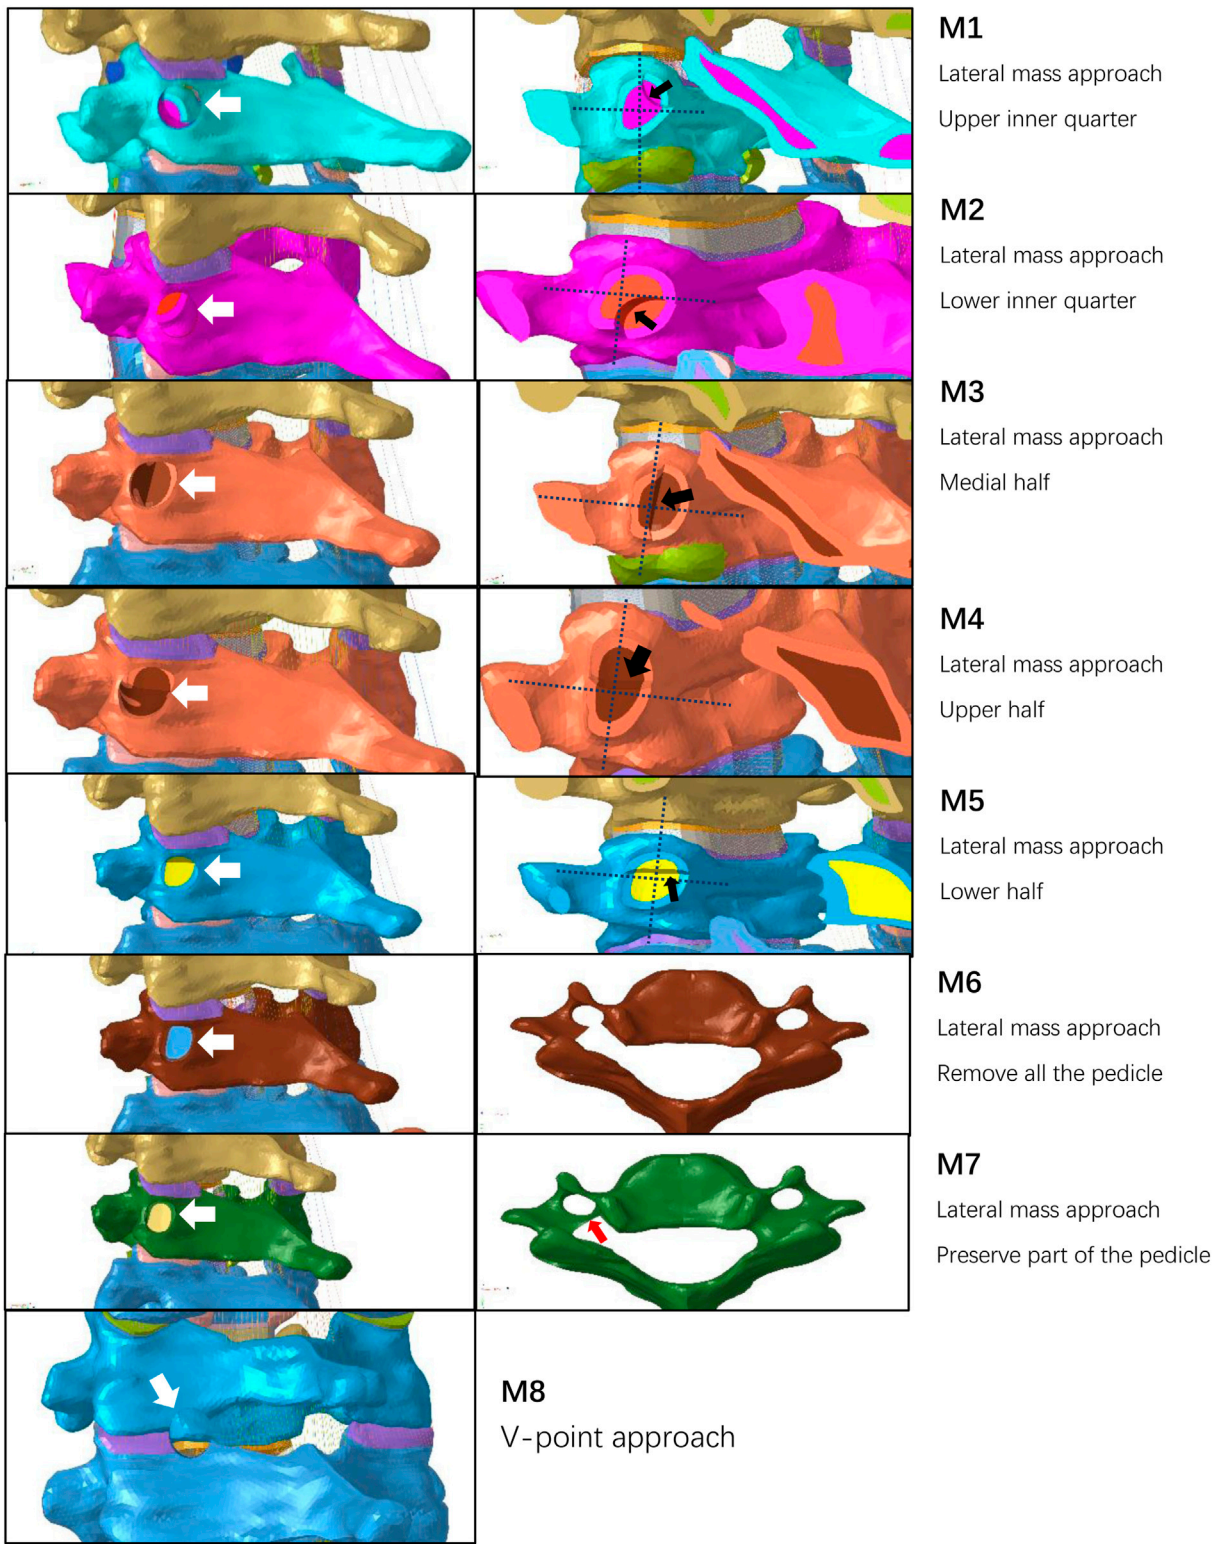 M1
Lateral mass approach
Upper inner quarter
M2
Lateral mass approach
Lower inner quarter
M3
Lateral mass approach
Medial half
M4
Lateral mass approach
Upper half
M5
Lateral mass approach
Lower half
M6
Lateral mass approach
Remove all the pedicle
M7
Lateral mass approach
Preserve part of the pedicle
M8
V-point approach